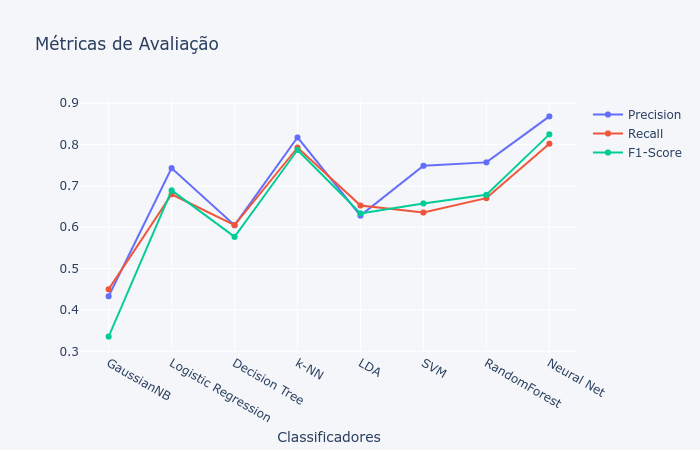 Métricas de Avaliação
0.9
0.8
0.7
0.6
0.5
0.4
0.3
GaussianNB
Logistic Regression
Decision Tree
k-NN
LDA
SVM
RandomForest
Neural Net
Classificadores
Precision
Recall
F1-Score